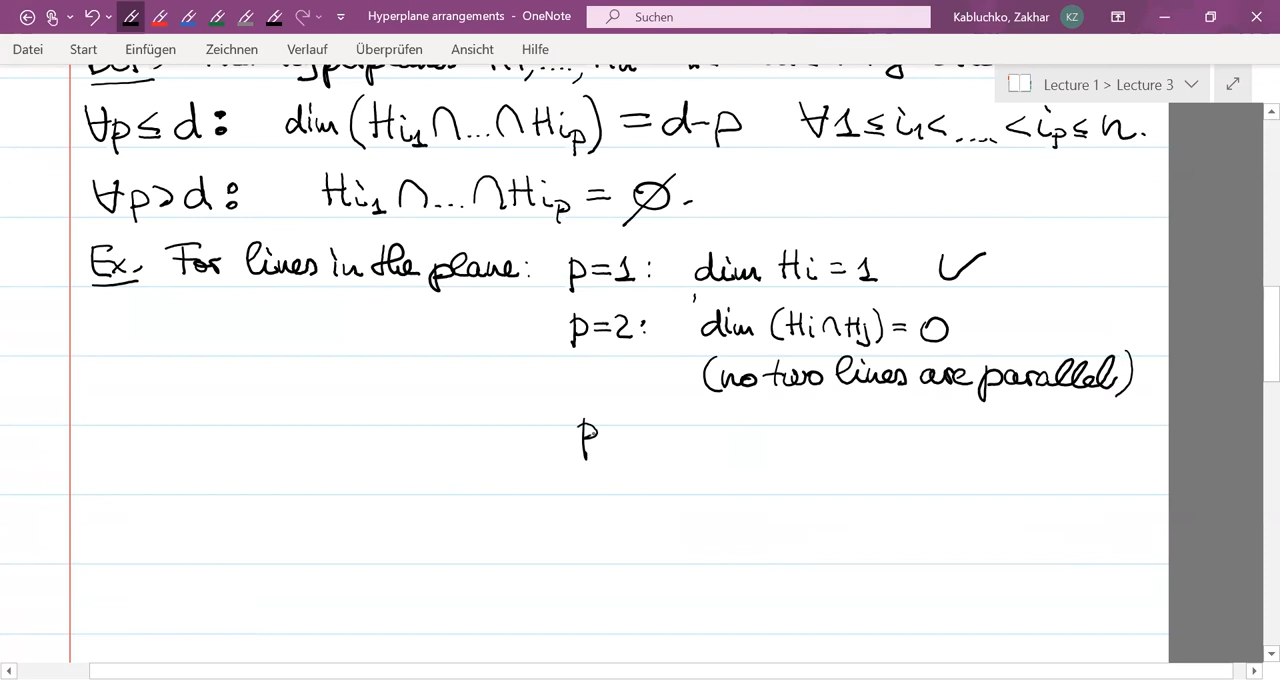 Hyperplane arrangements - OneNote
Suchen
Kabluchko, Zakhar KZ
Datei Start Einfügen Zeichnen Verlauf Überprüfen Ansicht Hilfe
Lecture 1 > Lecture 3
∀p≤d: dim (Hi₁∩...∩Hiₚ) = d-p ∀1≤i₁<....<iₚ≤n.
∀p>d: Hi₁∩...∩Hiₚ = ∅.
Ex. For lines in the plane: p=1: dim Hi = 1 ✓
p=2: dim (Hi∩Hj) = 0
(no two lines are parallel)
p